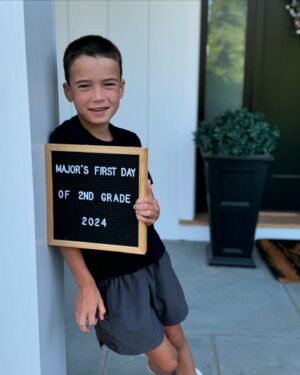 MAJOR'S FIRST DAY
OF 2ND GRADE
2024